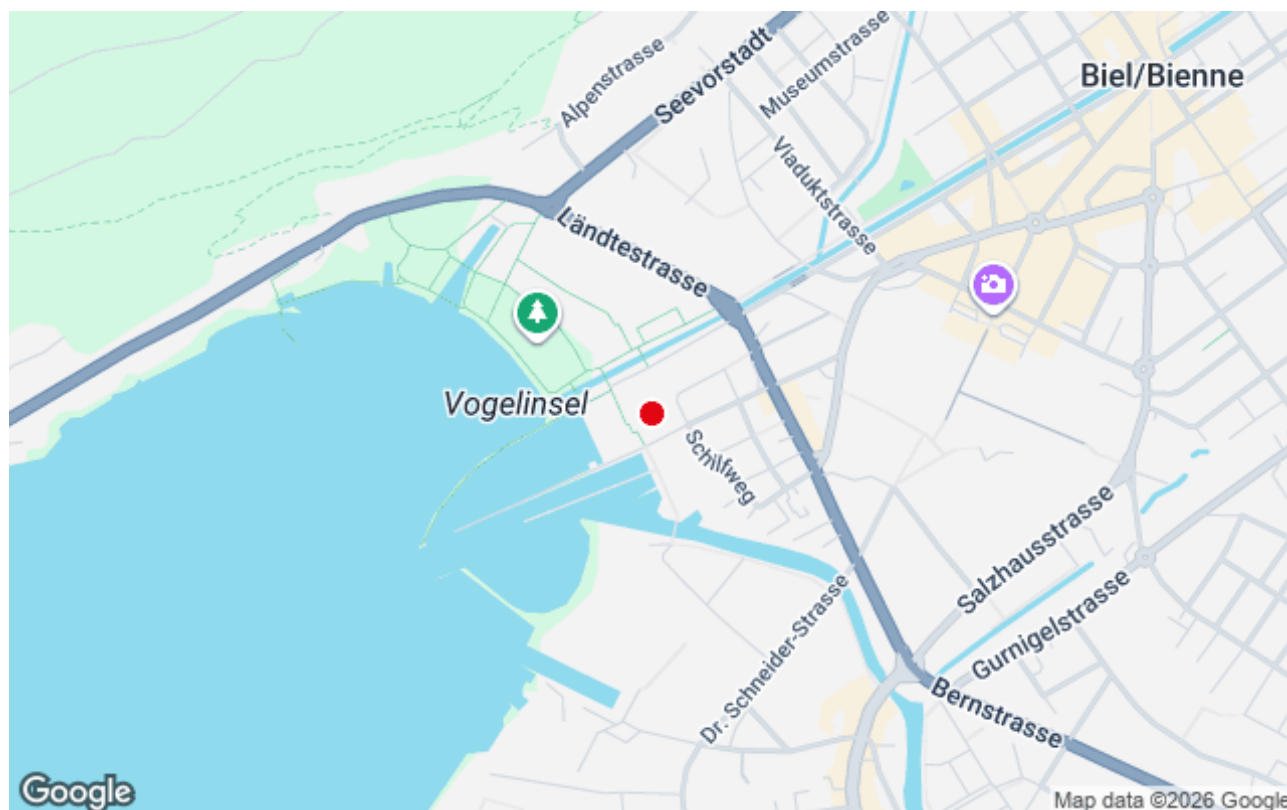 Alpenstrasse
Seevorstadt
Museumstrasse
Biel/Bienne
Viaduktstrasse
Ländtestrasse
Vogelinsel
Schilfweg
Salzhausstrasse
Gurnigelstrasse
Dr. Schneider-Strasse
Bernstrasse
Google
Map data ©2026 Google